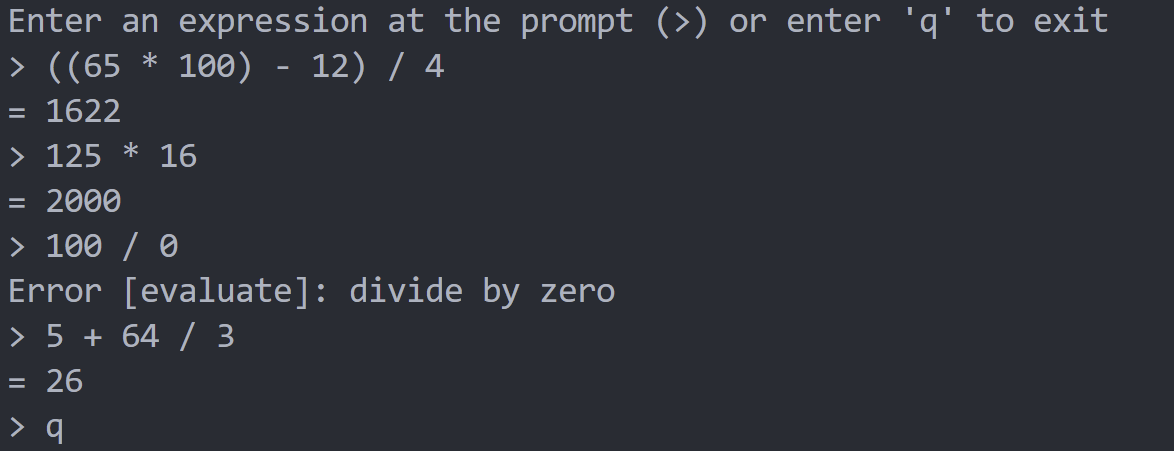 Enter an expression at the prompt (>) or enter 'q' to exit
> ((65 * 100) - 12) / 4
= 1622
> 125 * 16
= 2000
> 100 / 0
Error [evaluate]: divide by zero
> 5 + 64 / 3
= 26
> q